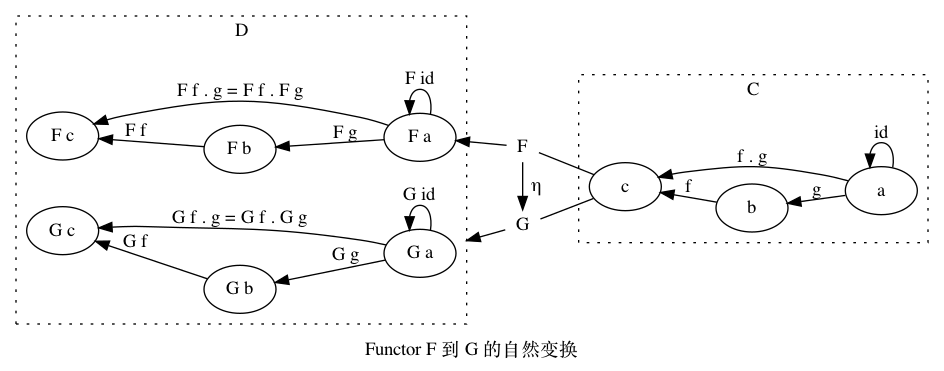 D
F id
F f . g = F f . F g
F c
F f
F b
F g
F a
G id
G f . g = G f . G g
G c
G f
G b
G g
G a
F
η
G
C
id
f . g
c
f
b
g
a
Functor F 到 G 的自然变换